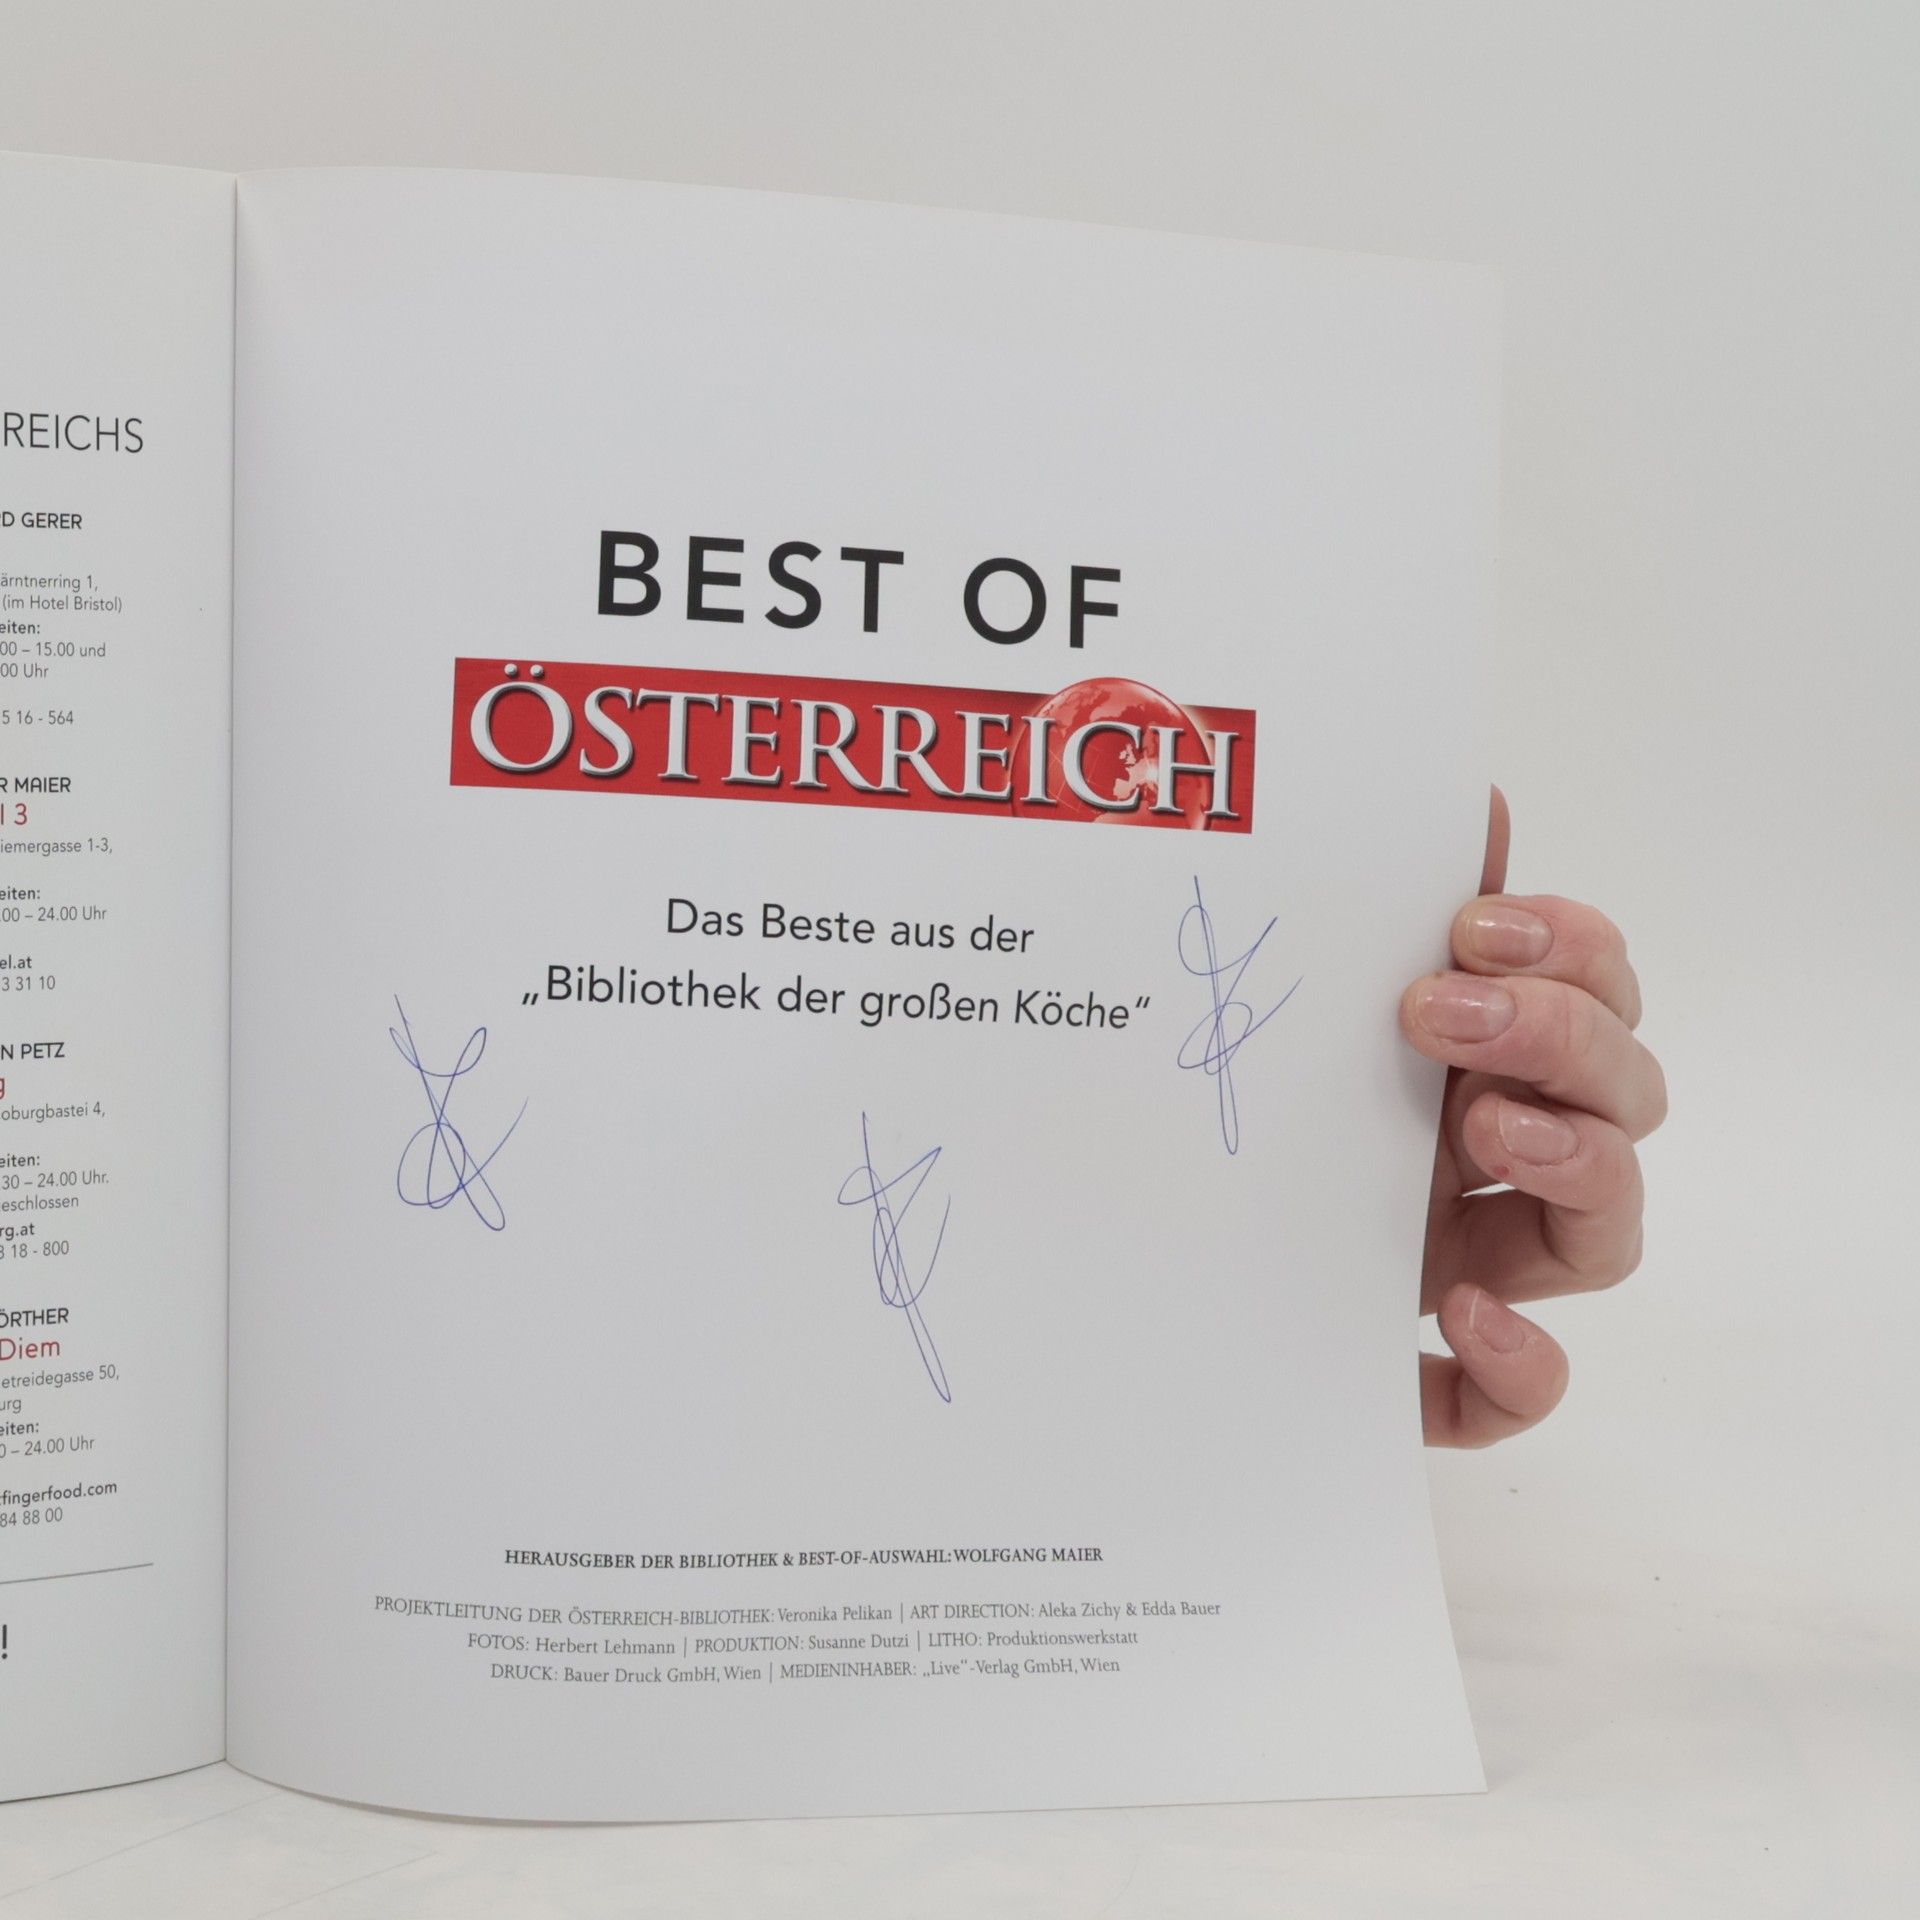 REICHS
D GERER
ärntnerring 1,
(im Hotel Bristol)
eiten:
00 – 15.00 und
00 Uhr
5 16 - 564
R MAIER
l 3
iemergasse 1-3,
eiten:
.00 – 24.00 Uhr
el.at
3 31 10
N PETZ
g
oburgbastei 4,
eiten:
30 – 24.00 Uhr.
eschlossen
rg.at
3 18 - 800
ÖRTHER
Diem
etreidegasse 50,
urg
eiten:
0 – 24.00 Uhr
fingerfood.com
84 88 00
!
BEST OF
ÖSTERREICH
Das Beste aus der
„Bibliothek der großen Köche“
HERAUSGEBER DER BIBLIOTHEK & BEST-OF-AUSWAHL: WOLFGANG MAIER
PROJEKTLEITUNG DER ÖSTERREICH-BIBLIOTHEK: Veronika Pelikan | ART DIRECTION: Aleka Zichy & Edda Bauer
FOTOS: Herbert Lehmann | PRODUKTION: Susanne Dutzi | LITHO: Produktionswerkstatt
DRUCK: Bauer Druck GmbH, Wien | MEDIENINHABER: „Live“-Verlag GmbH, Wien